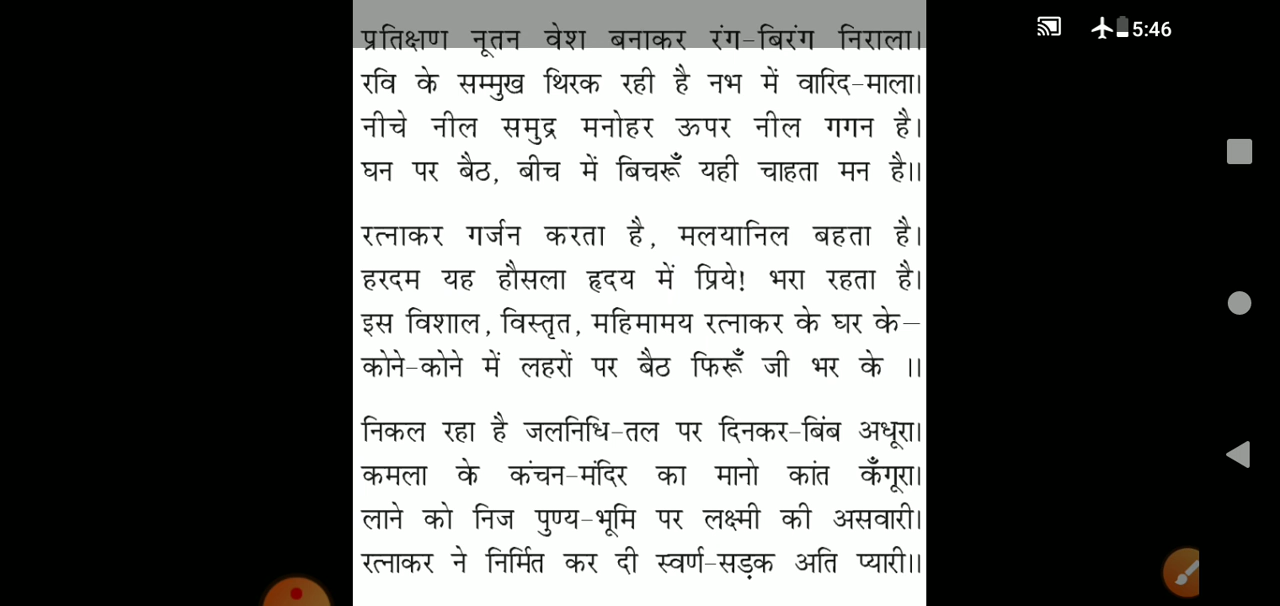 5:46
प्रतिक्षण नूतन वेश बनाकर रंग-बिरंग निराला।
रवि के सम्मुख थिरक रही है नभ में वारिद-माला।
नीचे नील समुद्र मनोहर ऊपर नील गगन है।
घन पर बैठ, बीच में बिचरूँ यही चाहता मन है।।
रत्नाकर गर्जन करता है, मलयानिल बहता है।
हरदम यह हौसला हृदय में प्रिये! भरा रहता है।
इस विशाल, विस्तृत, महिमामय रत्नाकर के घर के–
कोने-कोने में लहरों पर बैठ फिरूँ जी भर के ।।
निकल रहा है जलनिधि-तल पर दिनकर-बिंब अधूरा।
कमला के कंचन-मंदिर का मानो कांत कँगूरा।
लाने को निज पुण्य-भूमि पर लक्ष्मी की असवारी।
रत्नाकर ने निर्मित कर दी स्वर्ण-सड़क अति प्यारी।।